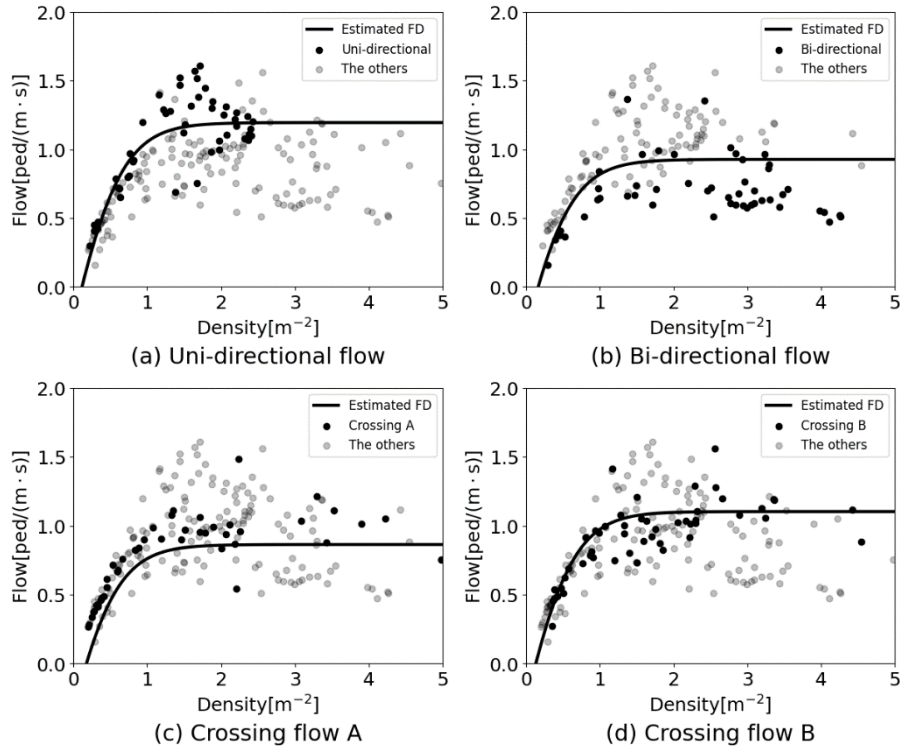 2.0
1.5
1.0
0.5
0.0
Flow[ped/(m · s)]
Estimated FD
Uni-directional
The others
0 1 2 3 4 5
Density[m⁻²]
(a) Uni-directional flow
2.0
1.5
1.0
0.5
0.0
Flow[ped/(m · s)]
Estimated FD
Bi-directional
The others
0 1 2 3 4 5
Density[m⁻²]
(b) Bi-directional flow
2.0
1.5
1.0
0.5
0.0
Flow[ped/(m · s)]
Estimated FD
Crossing A
The others
0 1 2 3 4 5
Density[m⁻²]
(c) Crossing flow A
2.0
1.5
1.0
0.5
0.0
Flow[ped/(m · s)]
Estimated FD
Crossing B
The others
0 1 2 3 4 5
Density[m⁻²]
(d) Crossing flow B